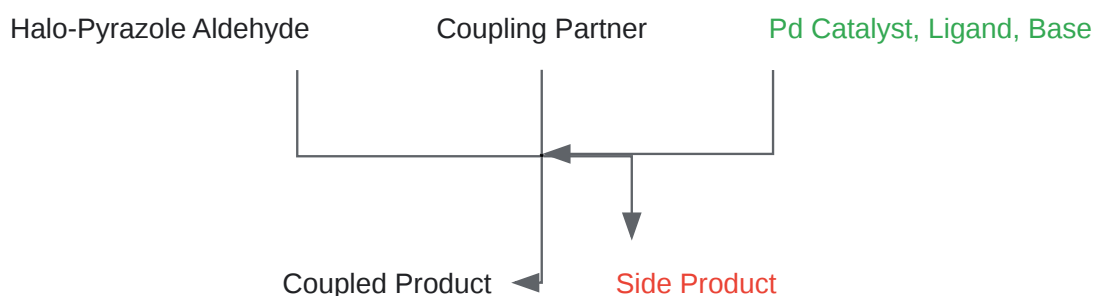 Halo-Pyrazole Aldehyde
Coupling Partner
Pd Catalyst, Ligand, Base
Coupled Product
Side Product